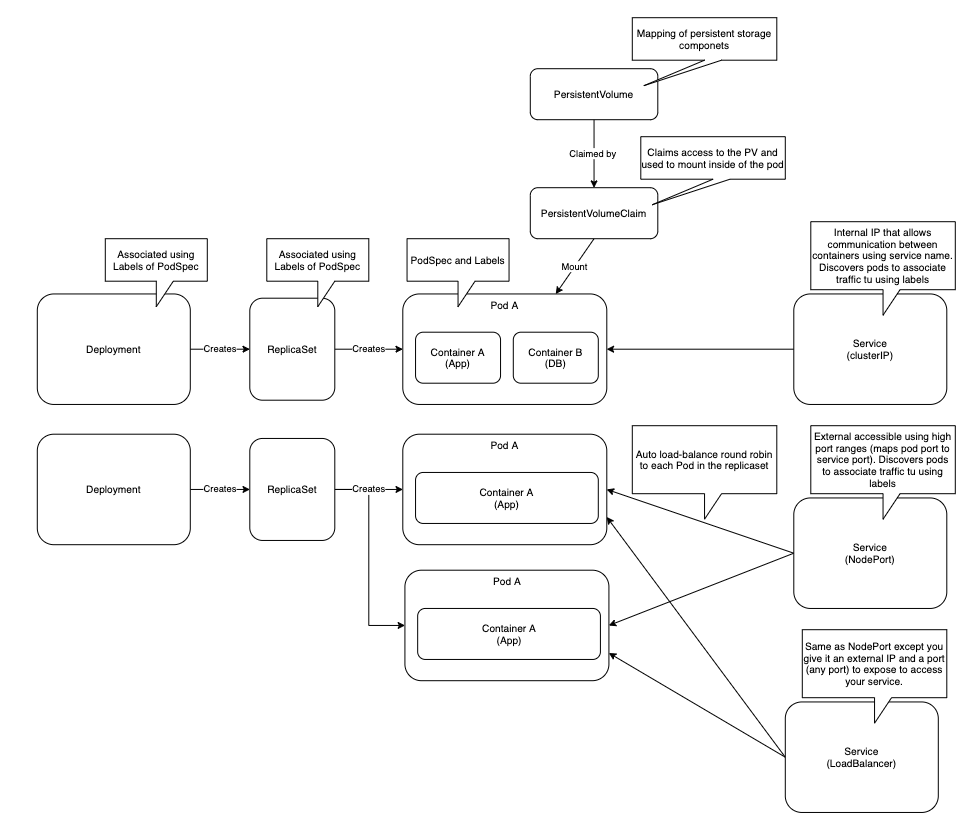 Mapping of persistent storage
componets
PersistentVolume
Claimed by
Claims access to the PV and
used to mount inside of the pod
PersistentVolumeClaim
Mount
Associated using
Labels of PodSpec
Associated using
Labels of PodSpec
PodSpec and Labels
Internal IP that allows
communication between
containers using service name.
Discovers pods to associate
traffic tu using labels
Deployment
Creates
ReplicaSet
Creates
Pod A
Container A
(App)
Container B
(DB)
Service
(clusterIP)
Deployment
Creates
ReplicaSet
Creates
Pod A
Container A
(App)
Auto load-balance round robin
to each Pod in the replicaset
External accessible using high
port ranges (maps pod port to
service port). Discovers pods
to associate traffic tu using
labels
Service
(NodePort)
Pod A
Container A
(App)
Same as NodePort except you
give it an external IP and a port
(any port) to expose to access
your service.
Service
(LoadBalancer)